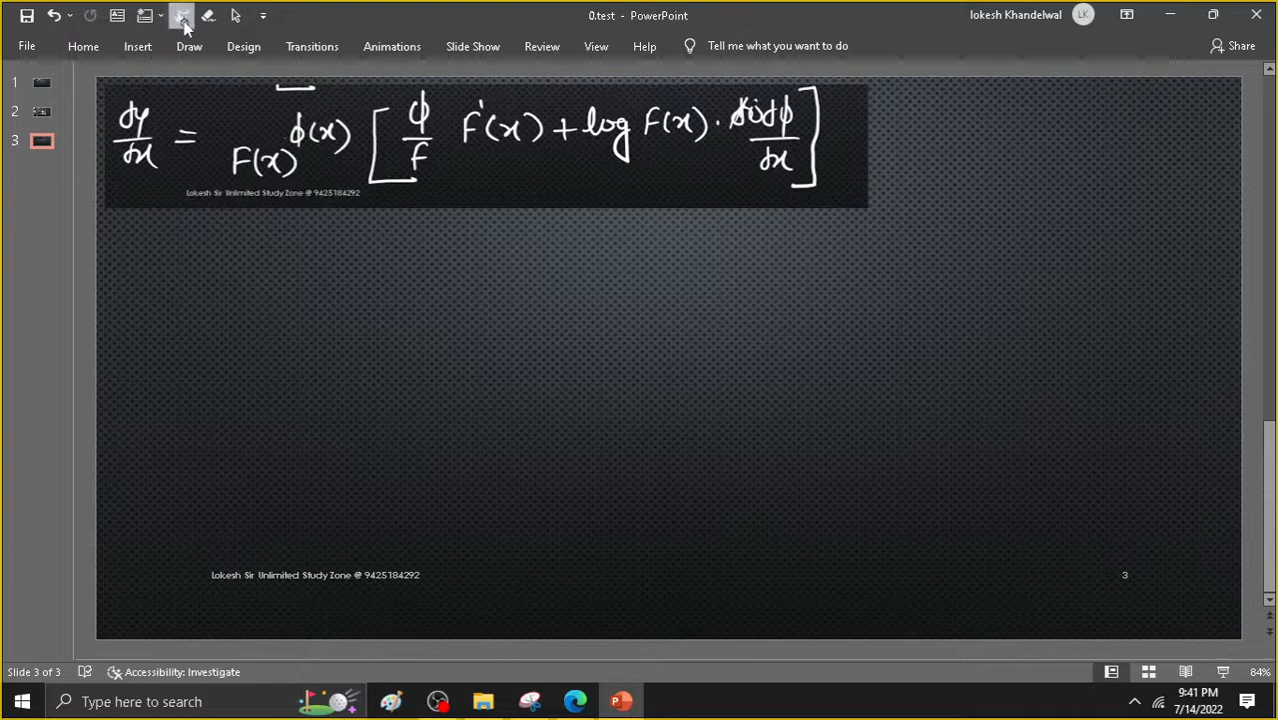 0.test - PowerPoint
lokesh Khandelwal
LK
File Home Insert Draw Design Transitions Animations Slide Show Review View Help Tell me what you want to do Share
1
2
3
dy/dx = F(x)^ϕ(x) [ ϕ/f F'(x) + log F(x) · dϕ/dx ]
Lokesh Sir Unlimited Study Zone @ 9425184292
Lokesh Sir Unlimited Study Zone @ 9425184292
3
Slide 3 of 3 Accessibility: Investigate 84%
Type here to search
9:41 PM
7/14/2022